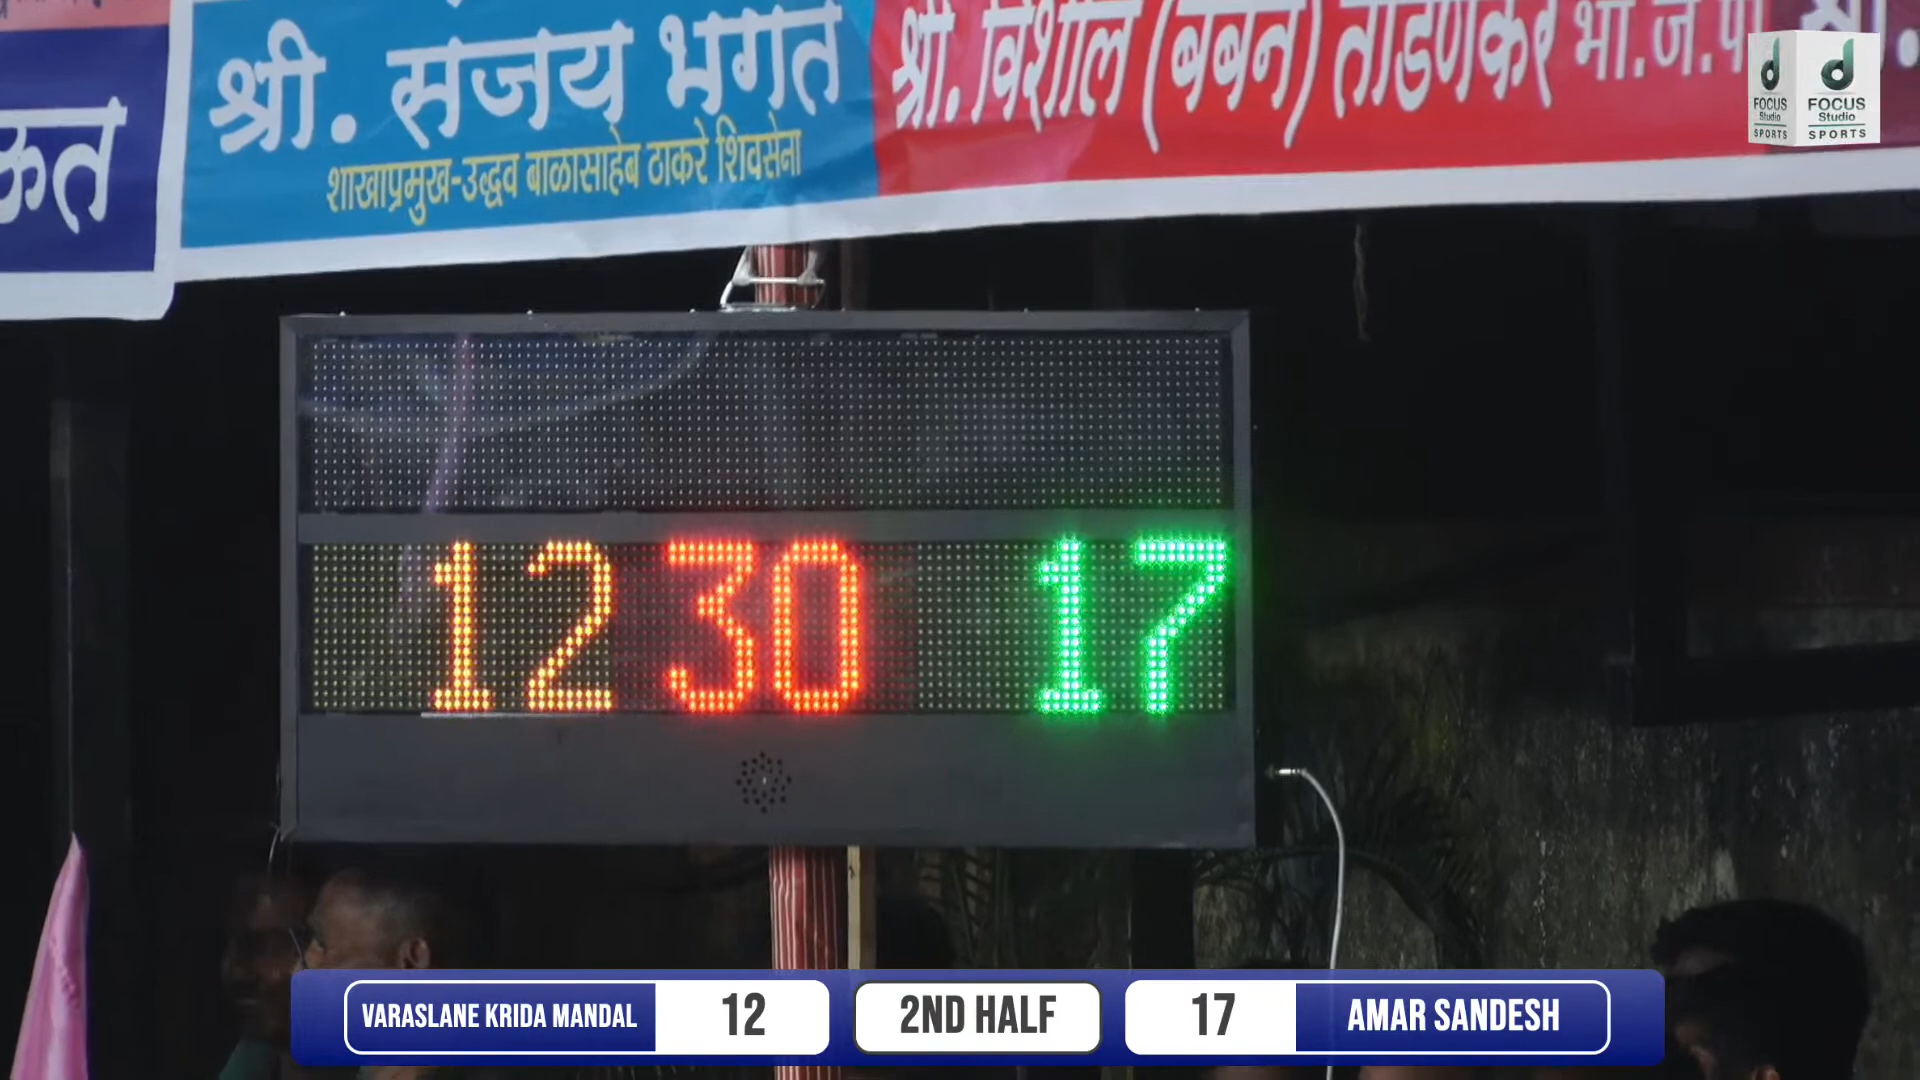 कत
श्री. संजय भगत
शाखाप्रमुख-उद्धव बाळासाहेब ठाकरे शिवसेना
श्री. विशाल (बबन) ताडणकर भा.ज.प
श्री.
FOCUS
Studio
SPORTS
FOCUS
Studio
SPORTS
12 30 17
VARASLANE KRIDA MANDAL 12 2ND HALF 17 AMAR SANDESH